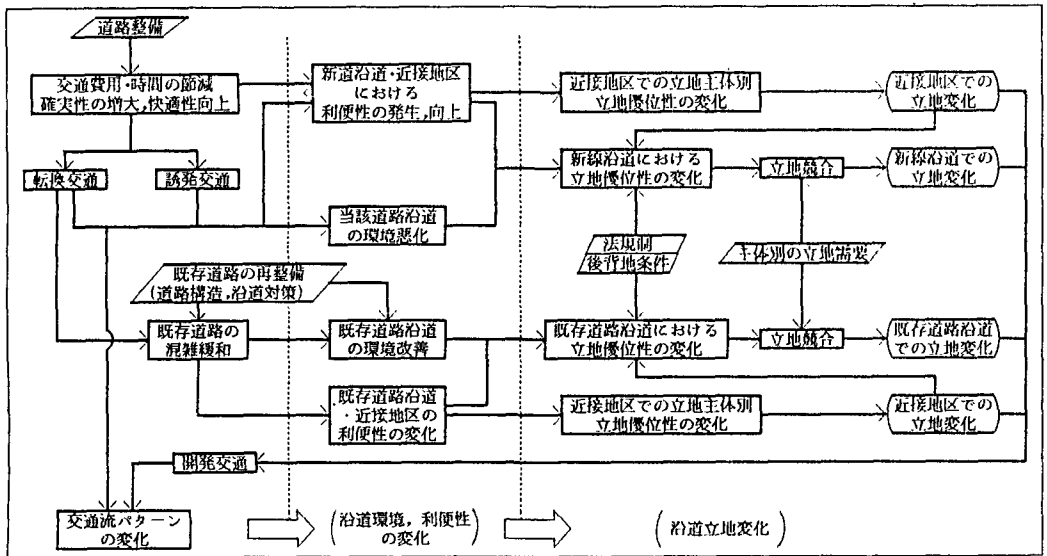 道路整備
交通費用・時間の節減
確実性の増大,快適性向上
新道沿道・近接地区
における
利便性の発生,向上
近接地区での立地主体別
立地優位性の変化
近接地区での
立地変化
転換交通
誘発交通
新線沿道における
立地優位性の変化
立地競合
新線沿道での
立地変化
当該道路沿道
の環境悪化
法規制
後背地条件
主体別の立地需要
既存道路の再整備
(道路構造,沿道対策)
既存道路の
混雑緩和
既存道路沿道
の環境改善
既存道路沿道における
立地優位性の変化
立地競合
既存道路沿道
での立地変化
既存道路沿道
・近接地区の
利便性の変化
近接地区での立地主体別
立地優位性の変化
近接地区での
立地変化
開発交通
交通流パターン
の変化
(沿道環境,利便性
の変化)
(沿道立地変化)